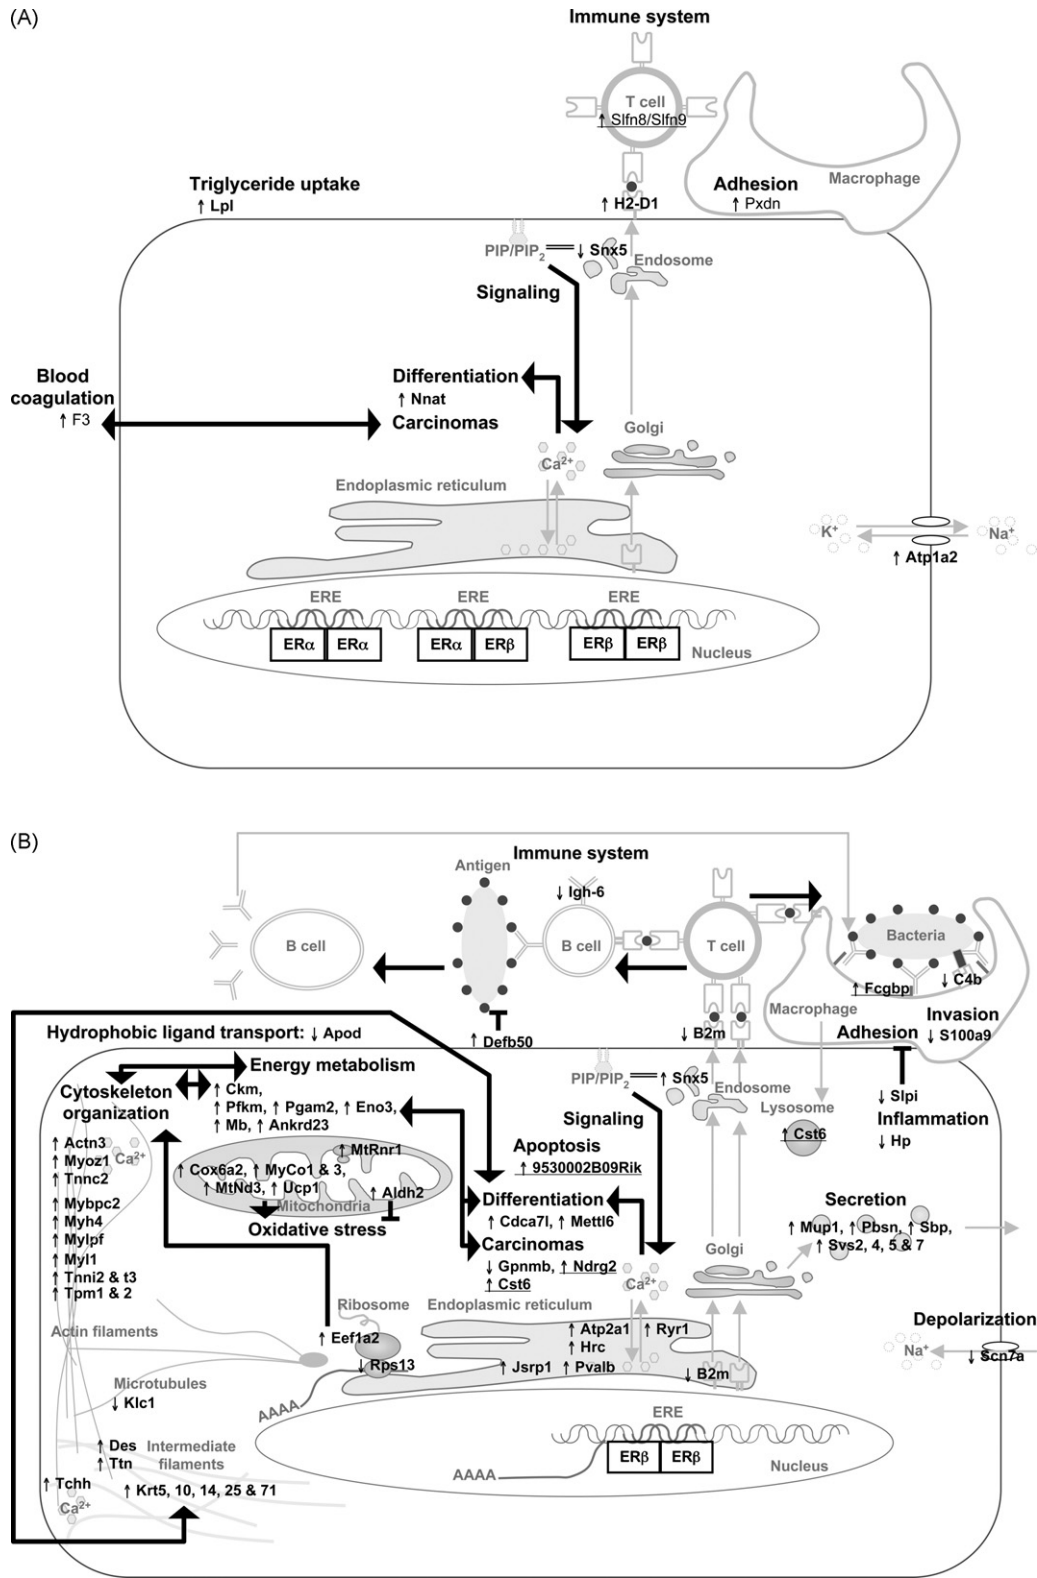 (A)
Immune system
T cell
↑ Slfn8/Slfn9
Macrophage
Triglyceride uptake
↑ Lpl
Adhesion
↑ Pxdn
↑ H2-D1
PIP/PIP2
↓ Snx5
Endosome
Signaling
Blood
coagulation
↑ F3
Differentiation
↑ Nnat
Carcinomas
Golgi
Ca2+
Endoplasmic reticulum
K+
Na+
↑ Atp1a2
ERE ERE ERE
ERα ERα ERα ERβ ERβ ERβ
Nucleus
(B)
Immune system
Antigen
↓ Igh-6
B cell
B cell
T cell
Bacteria
↑ Fcgbp
↓ C4b
Macrophage
Invasion
↓ S100a9
Hydrophobic ligand transport: ↓ Apod
↑ Defb50
↓ B2m
Adhesion
Energy metabolism
Cytoskeleton
organization
↑ Ckm,
↑ Pfkm, ↑ Pgam2, ↑ Eno3,
↑ Mb, ↑ Ankrd23
PIP/PIP2
↑ Snx5
Endosome
Lysosome
↑ Cst6
↓ Slpi
Inflammation
↓ Hp
Signaling
Apoptosis
↑ 9530002B09Rik
↑ Actn3
↑ Myoz1
↑ Tnnc2
Ca2+
↑ Mybpc2
↑ Myh4
↑ Mylpf
↑ Myl1
↑ Tnni2 & t3
↑ Tpm1 & 2
↑ MtRnr1
↑ Cox6a2, ↑ MyCo1 & 3,
↑ MtNd3, ↑ Ucp1
↑ Aldh2
Mitochondria
Oxidative stress
Differentiation
↑ Cdca7l, ↑ Mettl6
Carcinomas
↓ Gpnmb, ↑ Ndrg2
↑ Cst6
Secretion
↑ Mup1, ↑ Pbsn, ↑ Sbp,
↑ Svs2, 4, 5 & 7
Golgi
Ca2+
Actin filaments
Ribosome
↑ Eef1a2
↓ Rps13
Endoplasmic reticulum
↑ Atp2a1 ↑ Ryr1
↑ Hrc
↑ Jsrp1 ↑ Pvalb
↓ B2m
Depolarization
Na+
↓ Scn7a
Microtubules
↓ Klc1
AAAA
↑ Des
↑ Ttn
Intermediate
filaments
↑ Tchh
↑ Krt5, 10, 14, 25 & 71
Ca2+
ERE
ERβ ERβ
AAAA
Nucleus